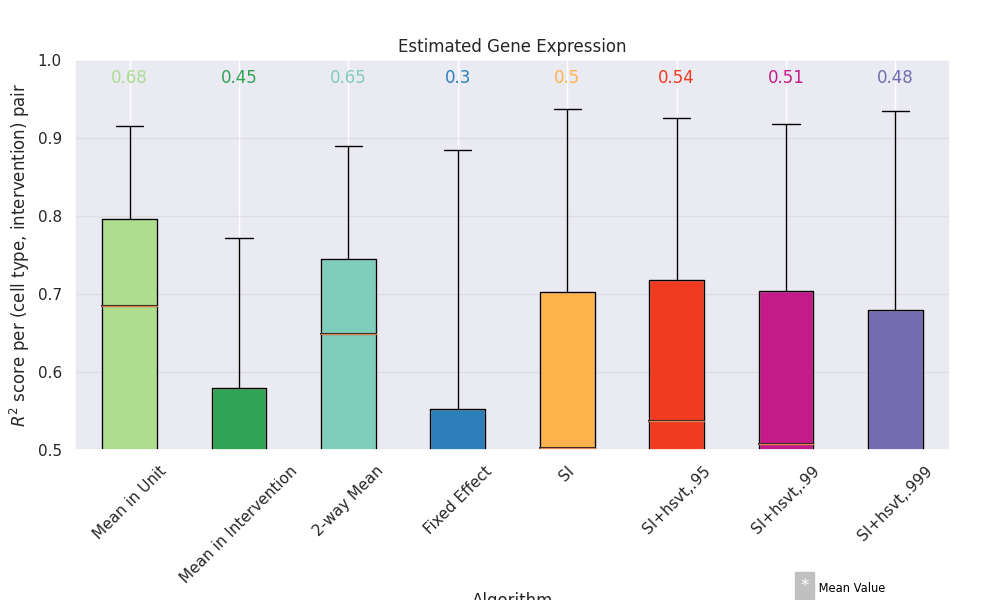 Estimated Gene Expression
R² score per (cell type, intervention) pair
1.0
0.9
0.8
0.7
0.6
0.5
0.68 0.45 0.65 0.3 0.5 0.54 0.51 0.48
Mean in Unit
Mean in Intervention
2-way Mean
Fixed Effect
SI
SI+hsvt,.95
SI+hsvt,.99
SI+hsvt,.999
Algorithm
* Mean Value